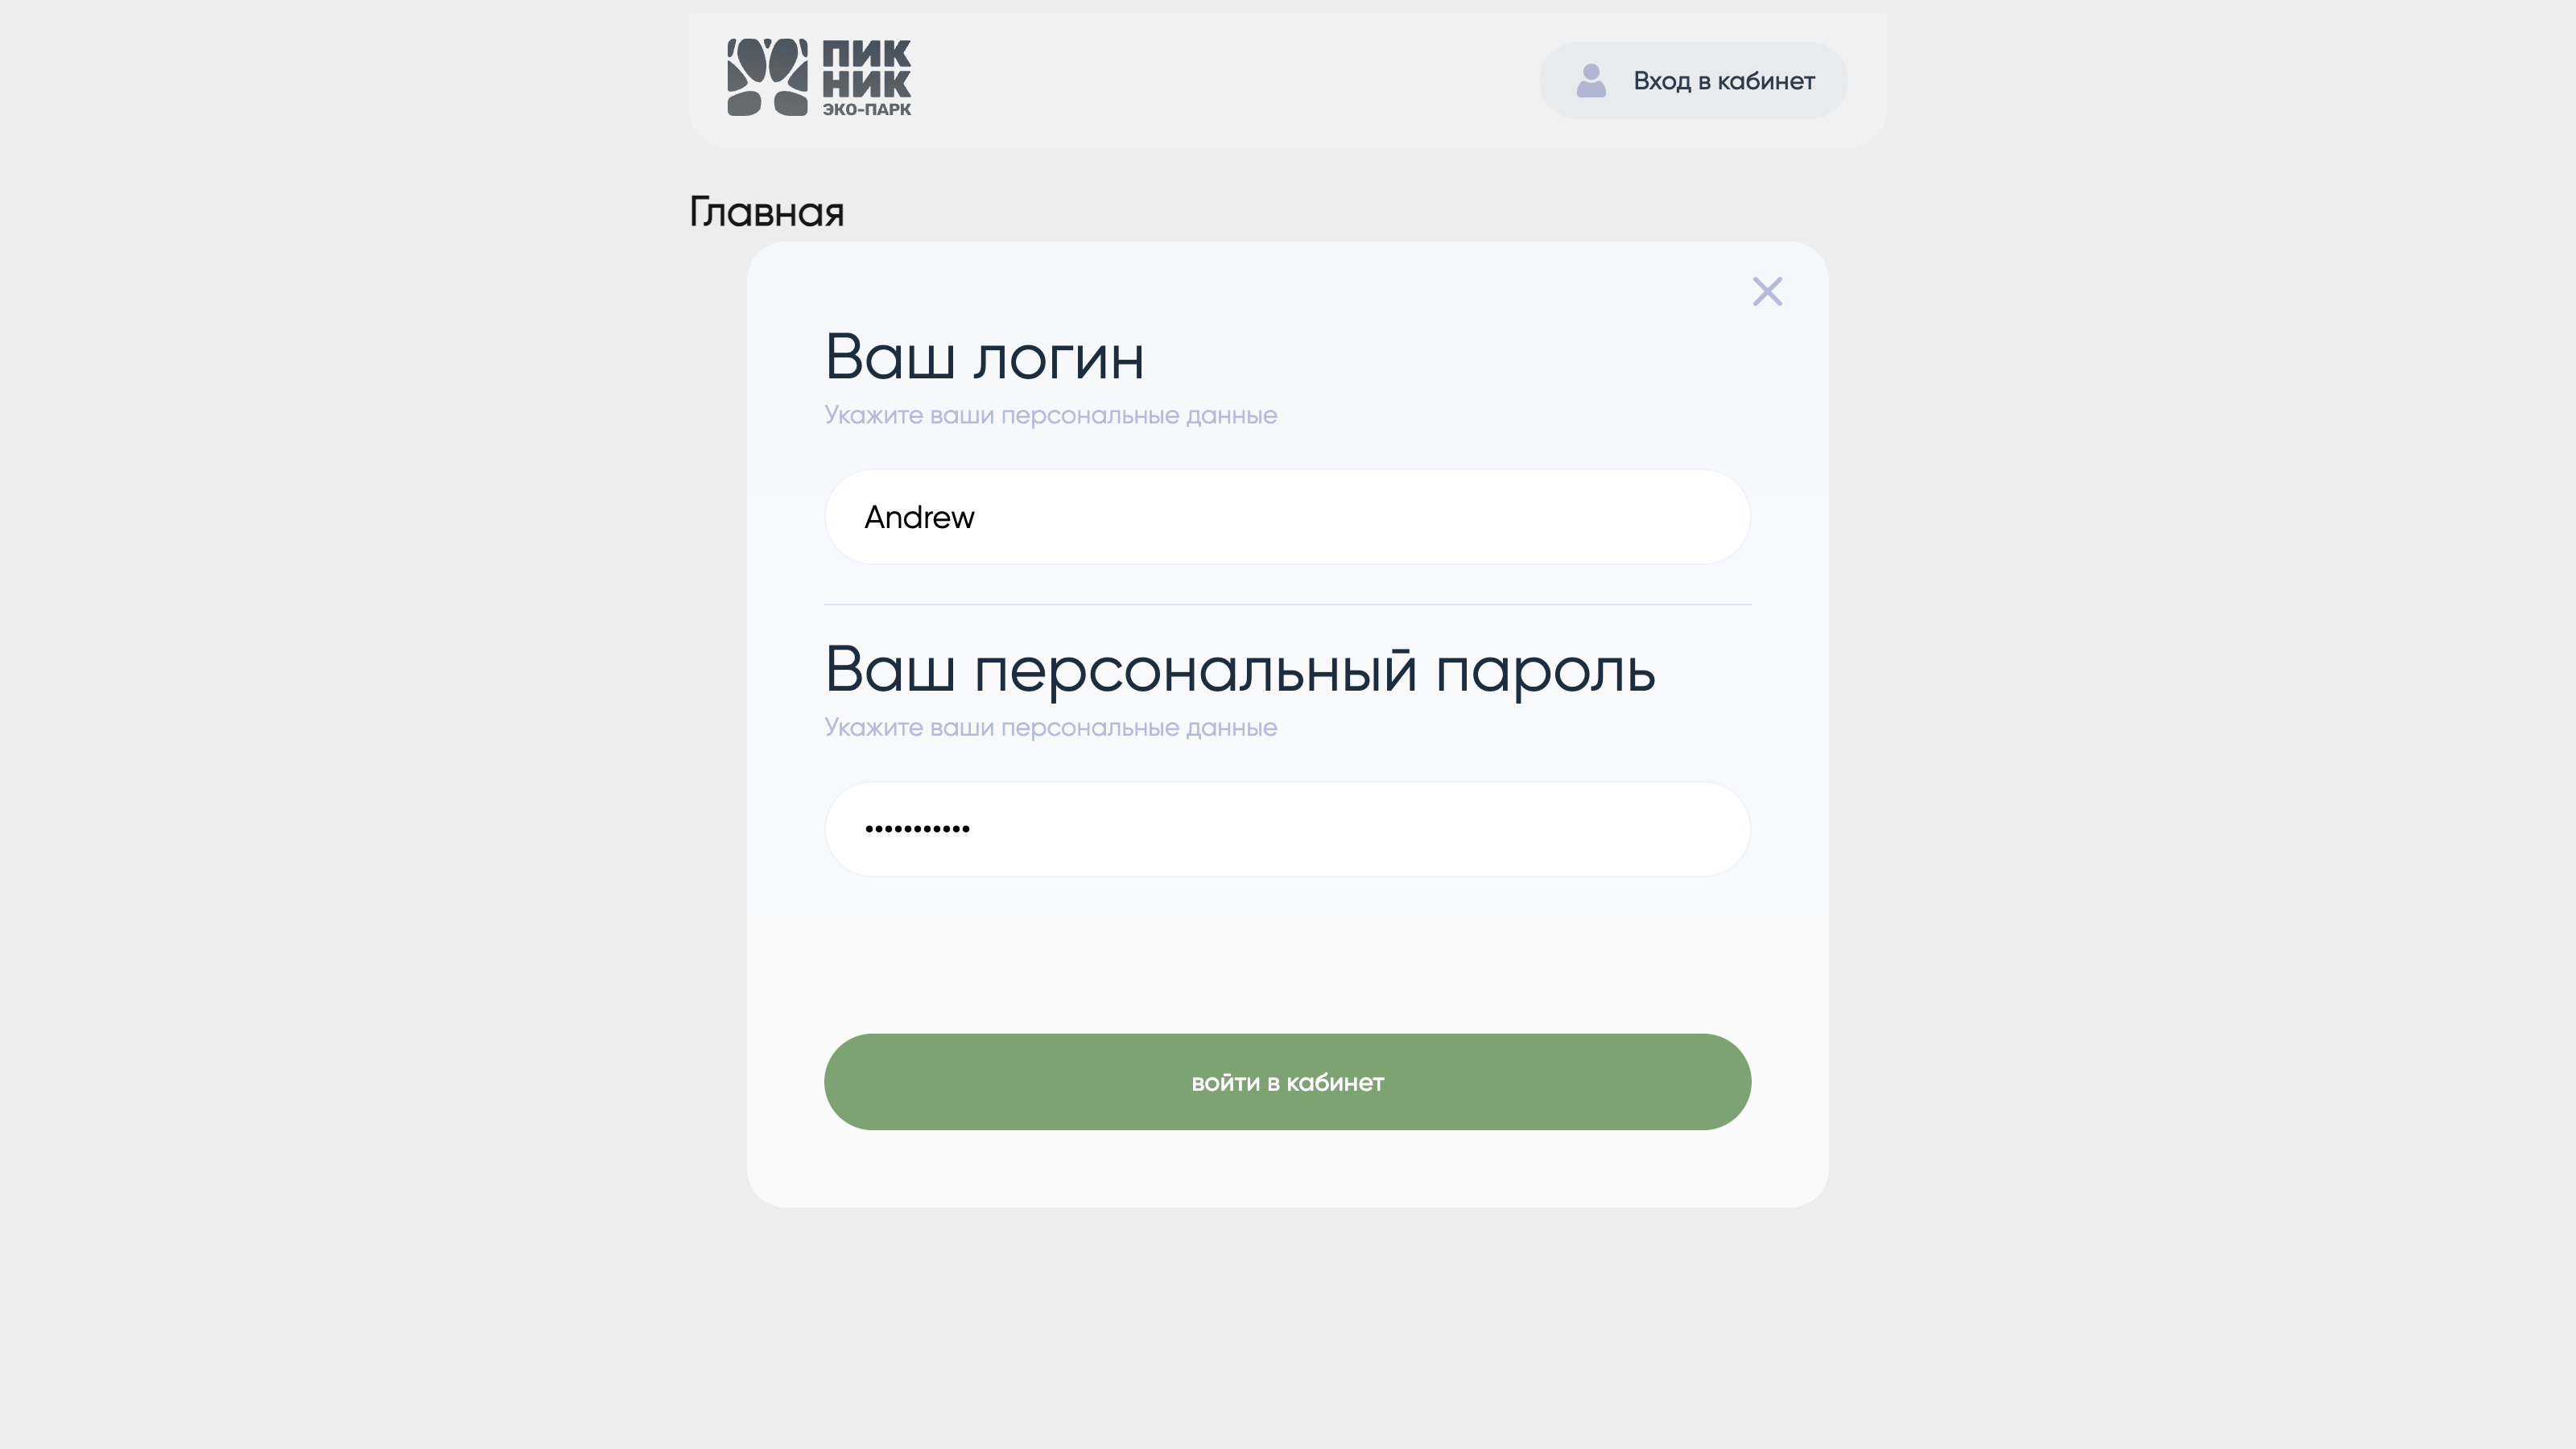 ПИК
НИК
ЭКО-ПАРК
Вход в кабинет
Главная
Ваш логин
Укажите ваши персональные данные
Andrew
Ваш персональный пароль
Укажите ваши персональные данные
•••••••••••
войти в кабинет